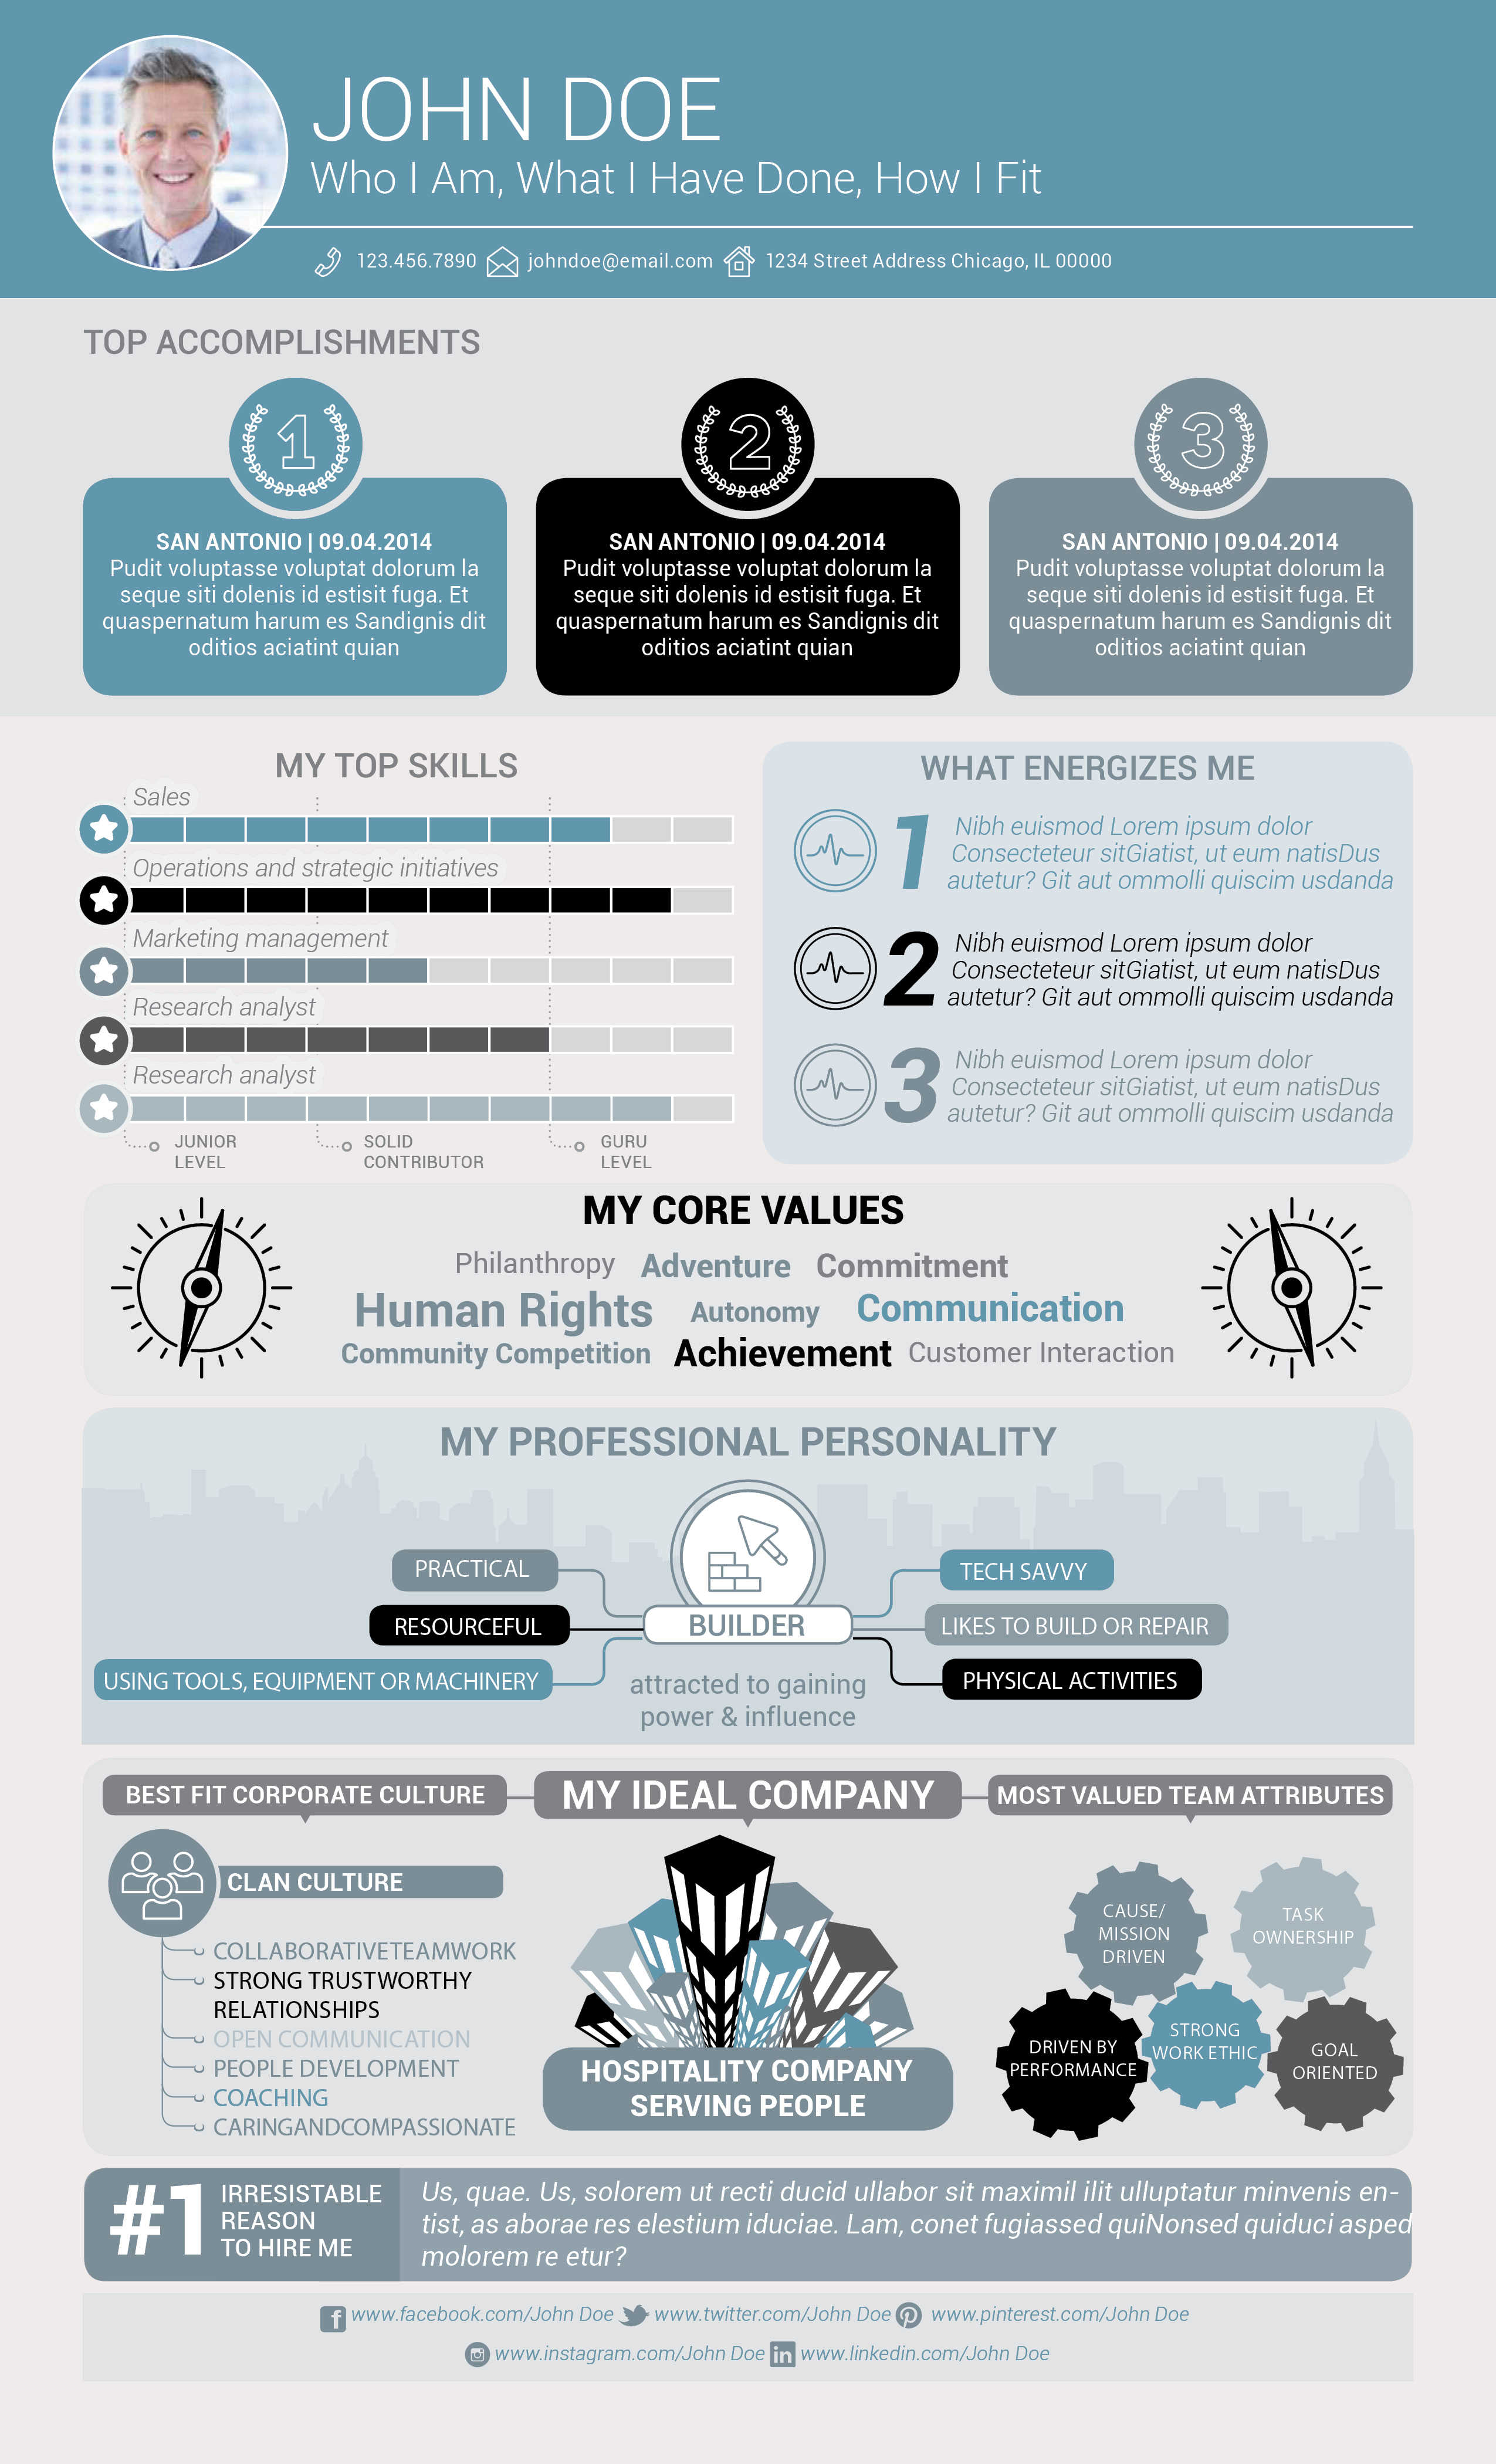 JOHN DOE
Who I Am, What I Have Done, How I Fit
123.456.7890 johndoe@email.com 1234 Street Address Chicago, IL 00000
TOP ACCOMPLISHMENTS
1
SAN ANTONIO | 09.04.2014
Pudit voluptasse voluptat dolorum la
seque siti dolenis id estisit fuga. Et
quaspernatum harum es Sandignis dit
oditios aciatint quian
2
SAN ANTONIO | 09.04.2014
Pudit voluptasse voluptat dolorum la
seque siti dolenis id estisit fuga. Et
quaspernatum harum es Sandignis dit
oditios aciatint quian
3
SAN ANTONIO | 09.04.2014
Pudit voluptasse voluptat dolorum la
seque siti dolenis id estisit fuga. Et
quaspernatum harum es Sandignis dit
oditios aciatint quian
MY TOP SKILLS
Sales
Operations and strategic initiatives
Marketing management
Research analyst
Research analyst
JUNIOR
LEVEL
SOLID
CONTRIBUTOR
GURU
LEVEL
WHAT ENERGIZES ME
1
Nibh euismod Lorem ipsum dolor
Consecteteur sitGiatist, ut eum natisDus
autetur? Git aut ommolli quiscim usdanda
2
Nibh euismod Lorem ipsum dolor
Consecteteur sitGiatist, ut eum natisDus
autetur? Git aut ommolli quiscim usdanda
3
Nibh euismod Lorem ipsum dolor
Consecteteur sitGiatist, ut eum natisDus
autetur? Git aut ommolli quiscim usdanda
MY CORE VALUES
Philanthropy Adventure Commitment
Human Rights Autonomy Communication
Community Competition Achievement Customer Interaction
MY PROFESSIONAL PERSONALITY
PRACTICAL
RESOURCEFUL
USING TOOLS, EQUIPMENT OR MACHINERY
BUILDER
attracted to gaining
power & influence
TECH SAVVY
LIKES TO BUILD OR REPAIR
PHYSICAL ACTIVITIES
BEST FIT CORPORATE CULTURE
CLAN CULTURE
COLLABORATIVETEAMWORK
STRONG TRUSTWORTHY
RELATIONSHIPS
OPEN COMMUNICATION
PEOPLE DEVELOPMENT
COACHING
CARINGANDCOMPASSIONATE
MY IDEAL COMPANY
HOSPITALITY COMPANY
SERVING PEOPLE
MOST VALUED TEAM ATTRIBUTES
CAUSE/
MISSION
DRIVEN
TASK
OWNERSHIP
DRIVEN BY
PERFORMANCE
STRONG
WORK ETHIC
GOAL
ORIENTED
#1
IRRESISTABLE
REASON
TO HIRE ME
Us, quae. Us, solorem ut recti ducid ullabor sit maximil ilit ulluptatur minvenis en-
tist, as aborae res elestium iduciae. Lam, conet fugiassed quiNonsed quiduci asped
molorem re etur?
f www.facebook.com/John Doe www.twitter.com/John Doe www.pinterest.com/John Doe
www.instagram.com/John Doe in www.linkedin.com/John Doe